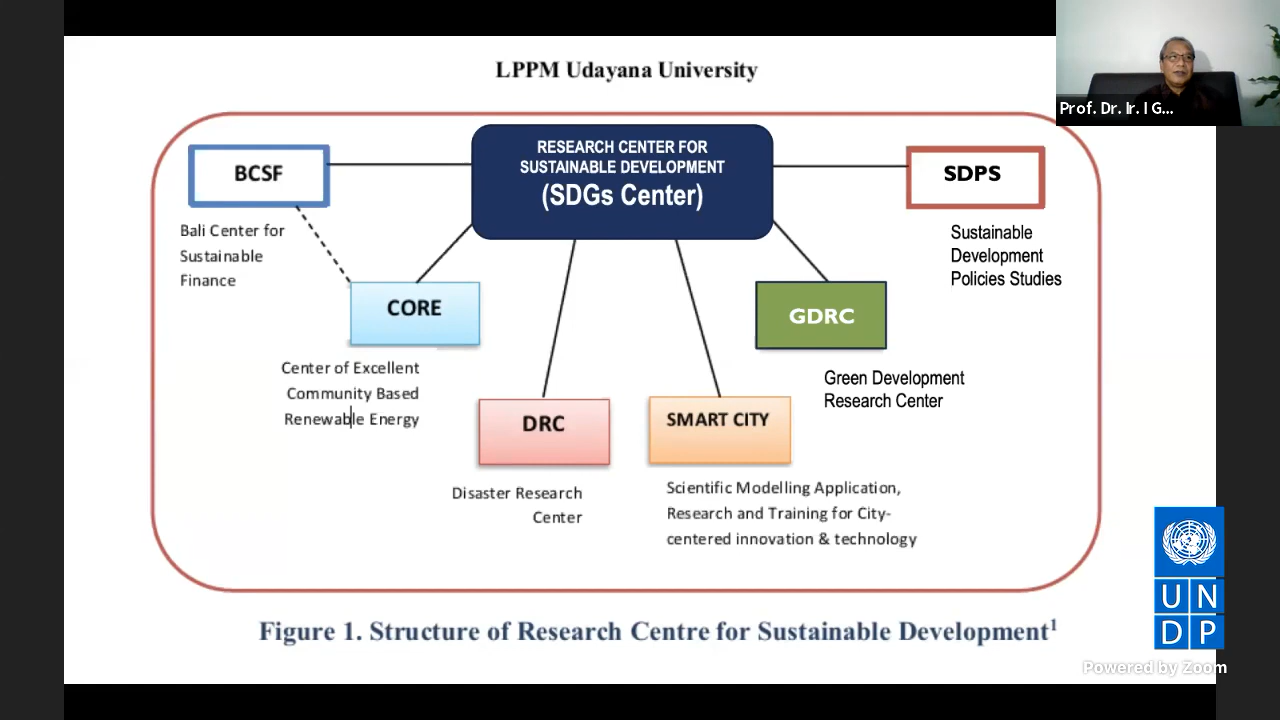 LPPM Udayana University
Prof. Dr. Ir. I G...
RESEARCH CENTER FOR
SUSTAINABLE DEVELOPMENT
(SDGs Center)
BCSF
Bali Center for
Sustainable
Finance
SDPS
Sustainable
Development
Policies Studies
CORE
Center of Excellent
Community Based
Renewable Energy
GDRC
Green Development
Research Center
DRC
Disaster Research
Center
SMART CITY
Scientific Modelling Application,
Research and Training for City-
centered innovation & technology
Figure 1. Structure of Research Centre for Sustainable Development¹
U N
D P
Powered by Zoom